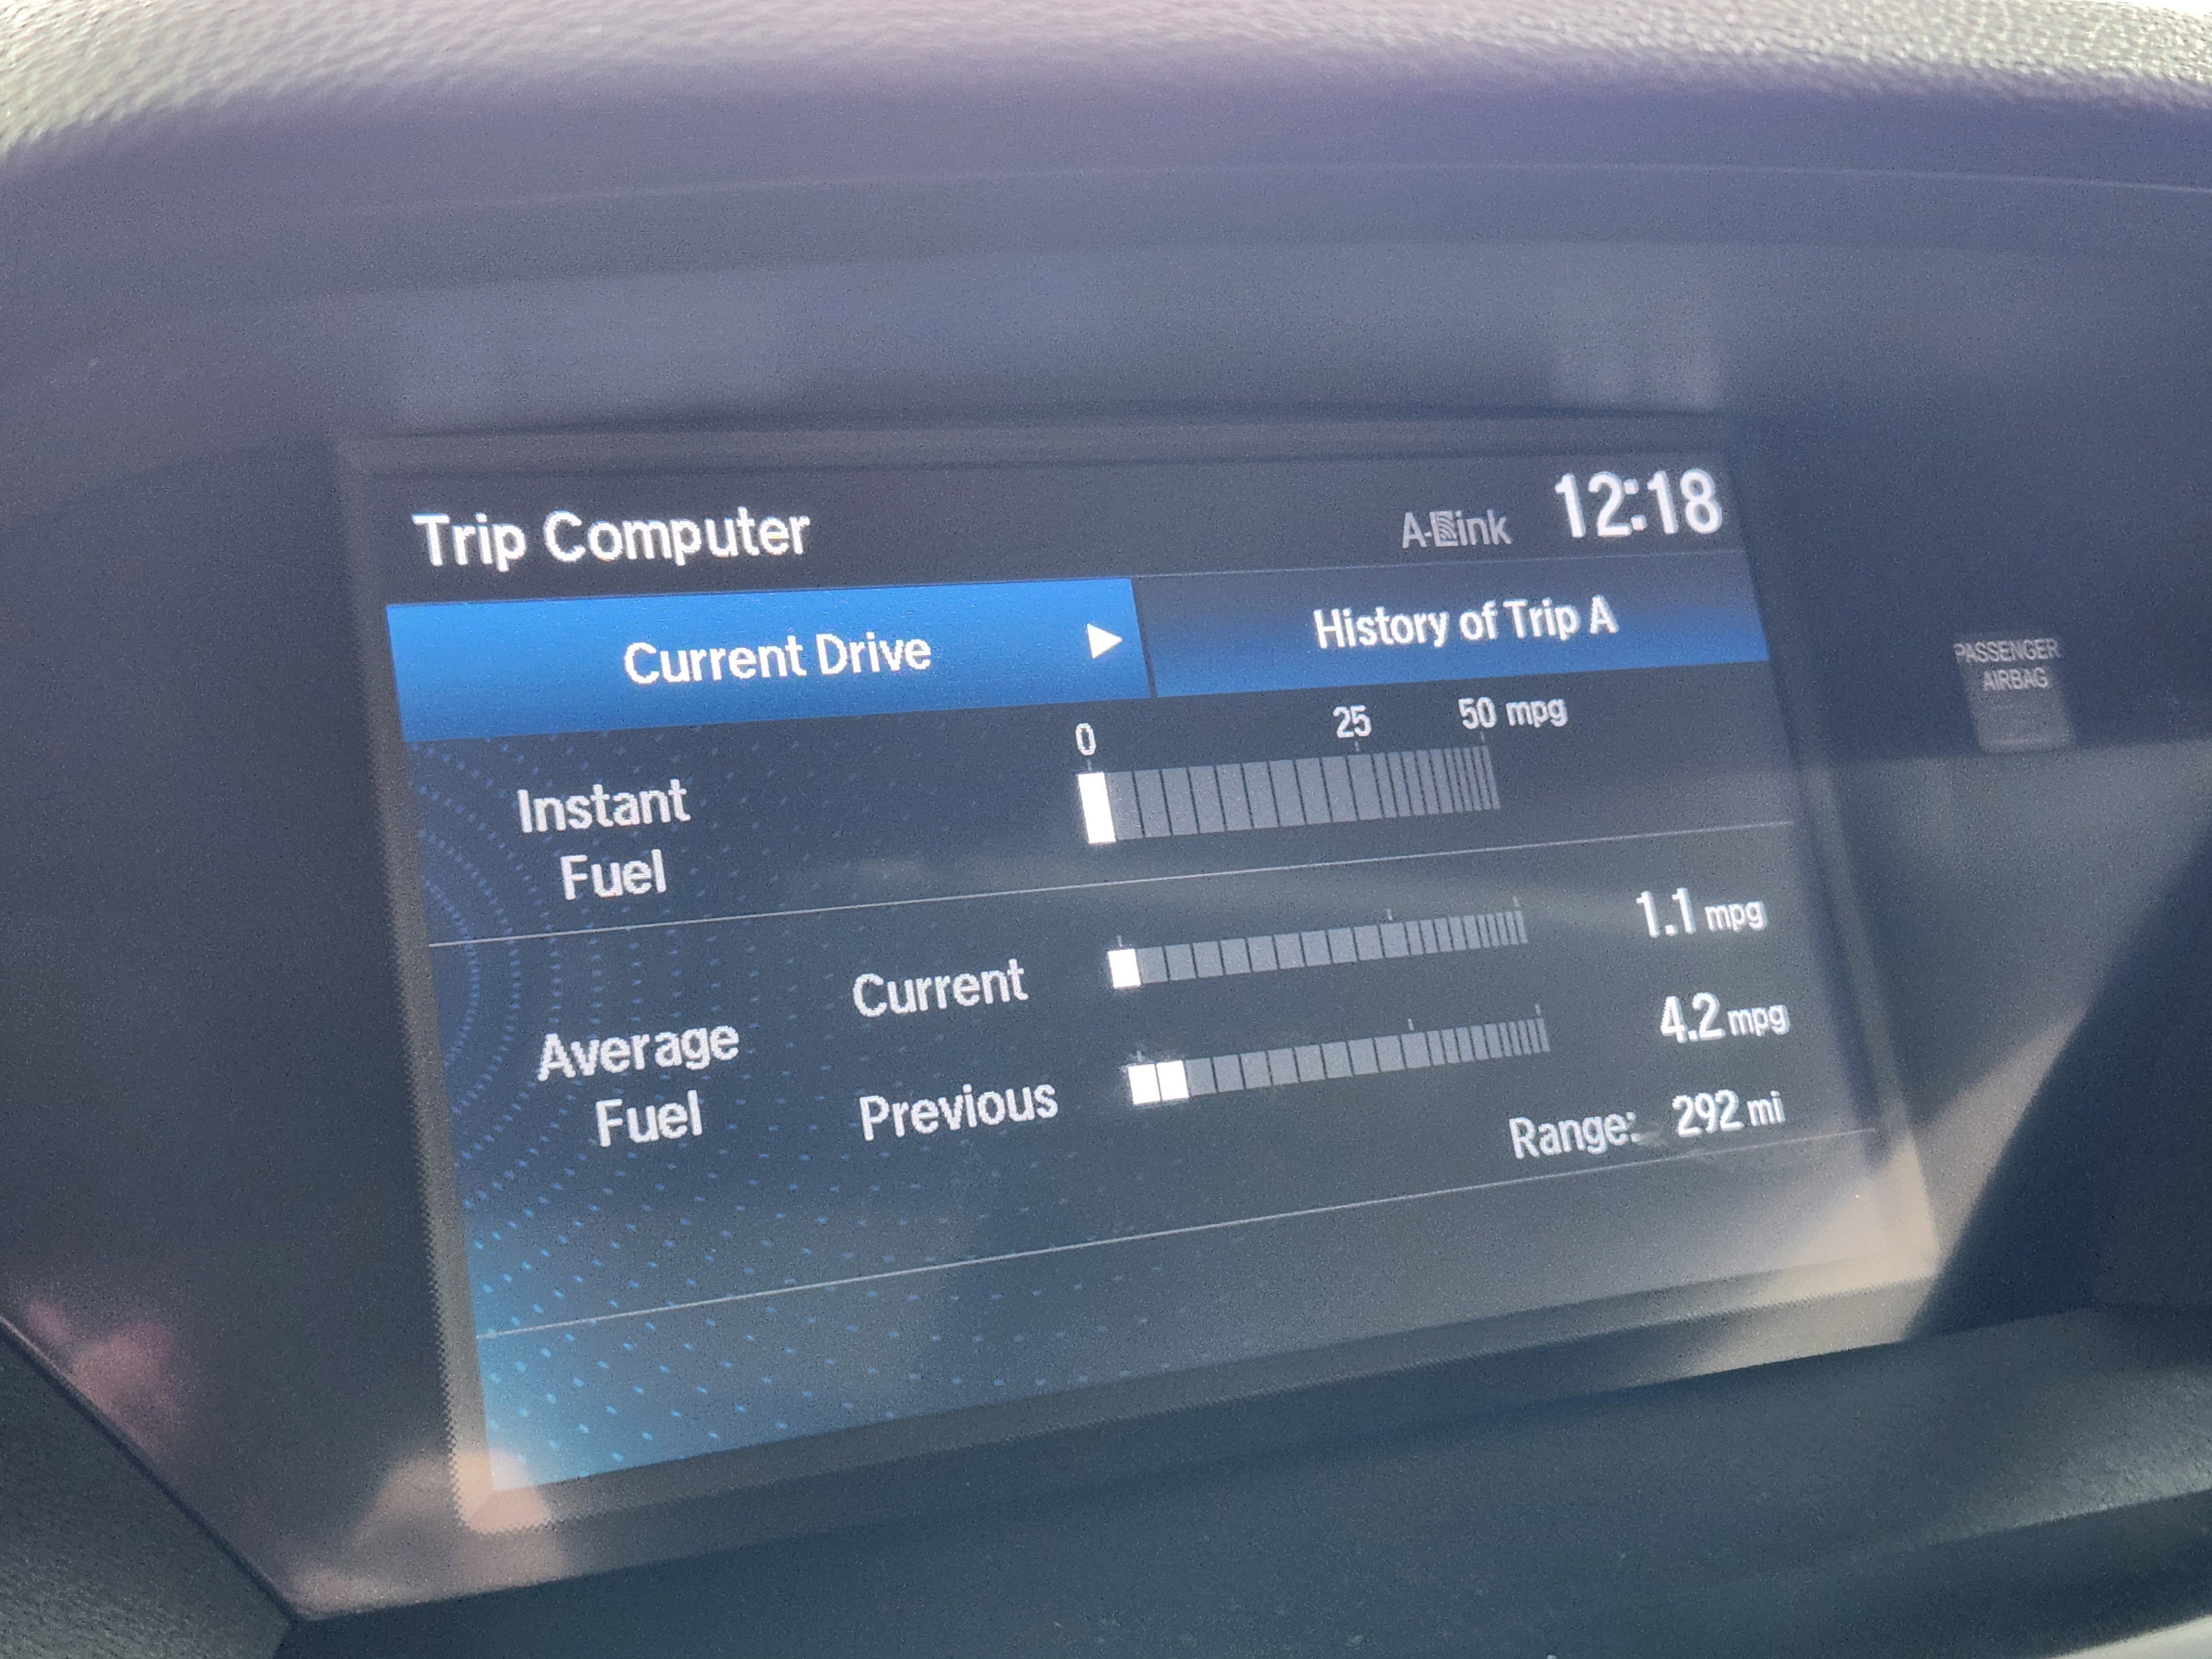 Trip Computer
A-Link
12:18
Current Drive
History of Trip A
0 25 50 mpg
Instant
Fuel
Average
Fuel
Current
1.1 mpg
Previous
4.2 mpg
Range: 292 mi
PASSENGER
AIRBAG